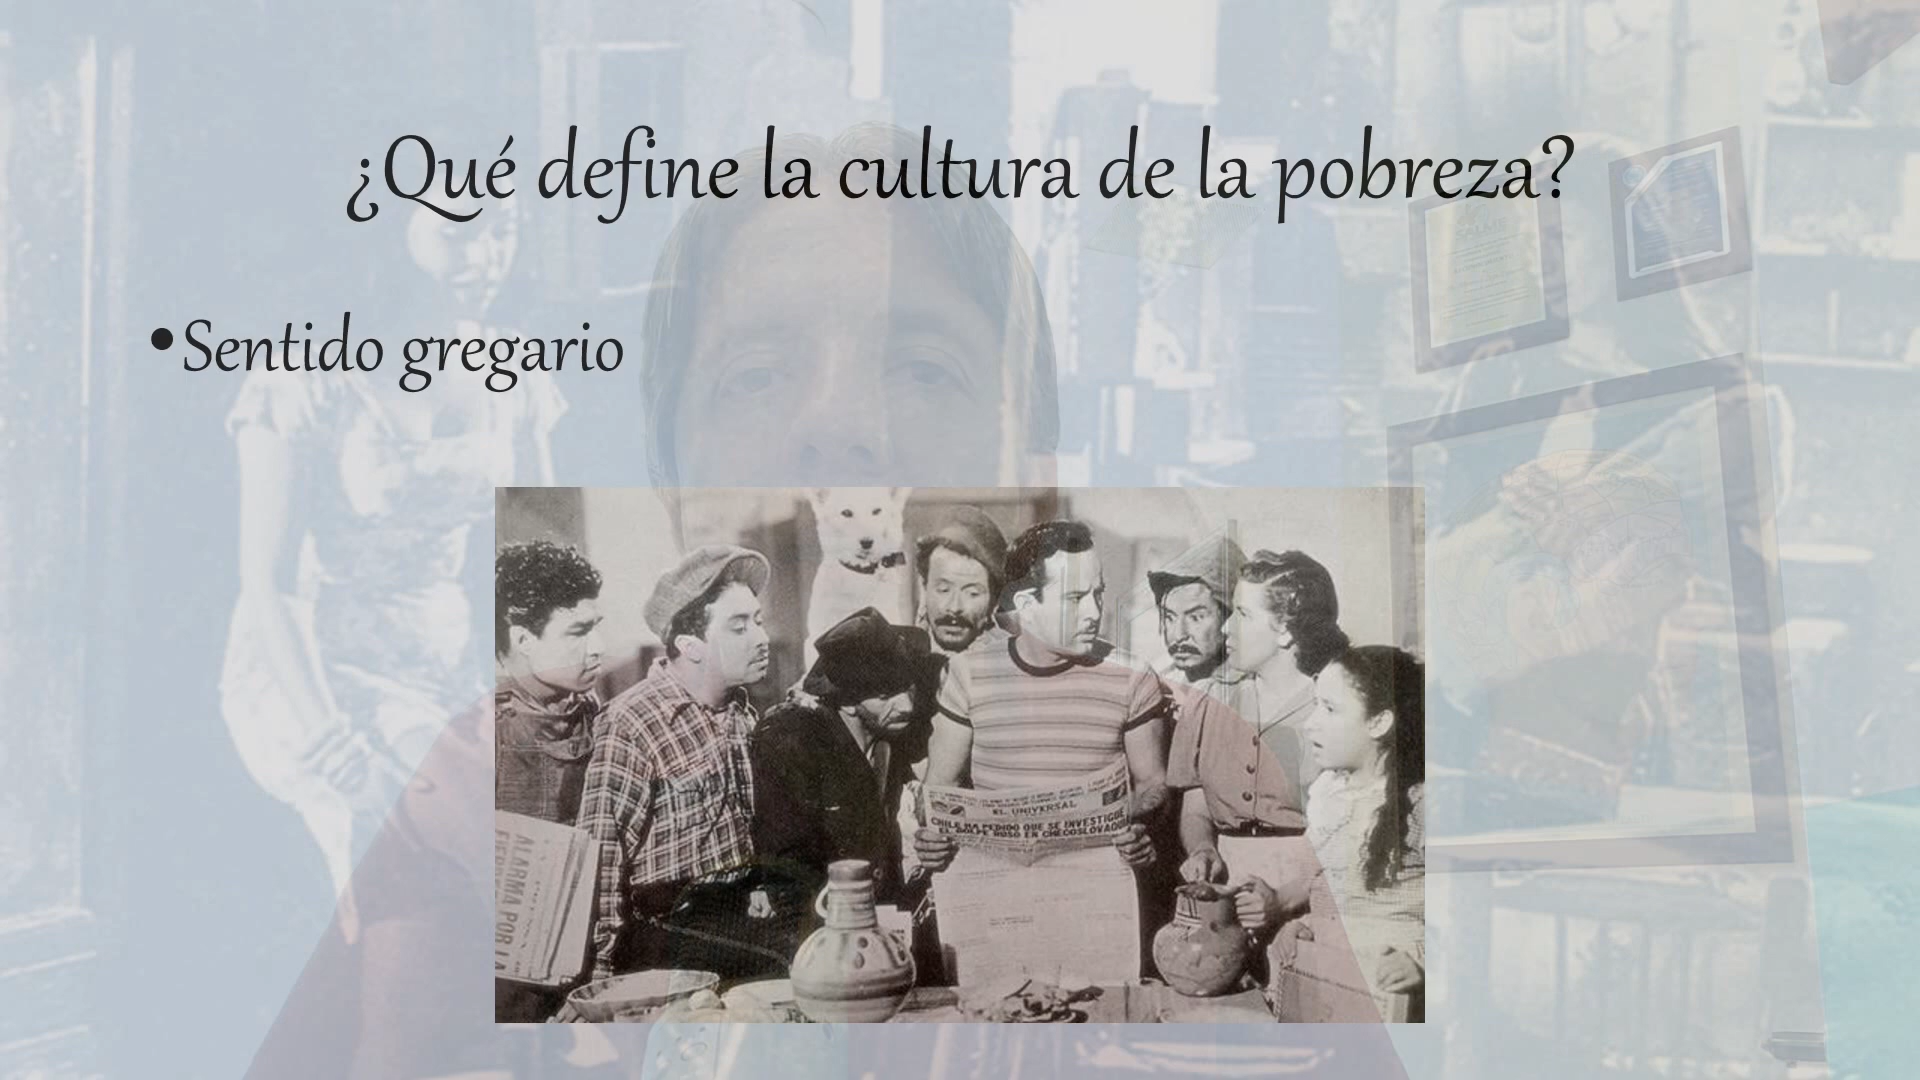 ¿Qué define la cultura de la pobreza?
•Sentido gregario
EL UNIVERSAL
CHILE HA PEDIDO QUE SE INVESTIGUE
EL GOLPE RUSO EN CHECOSLOVAQUIA
ALARMA POR LA